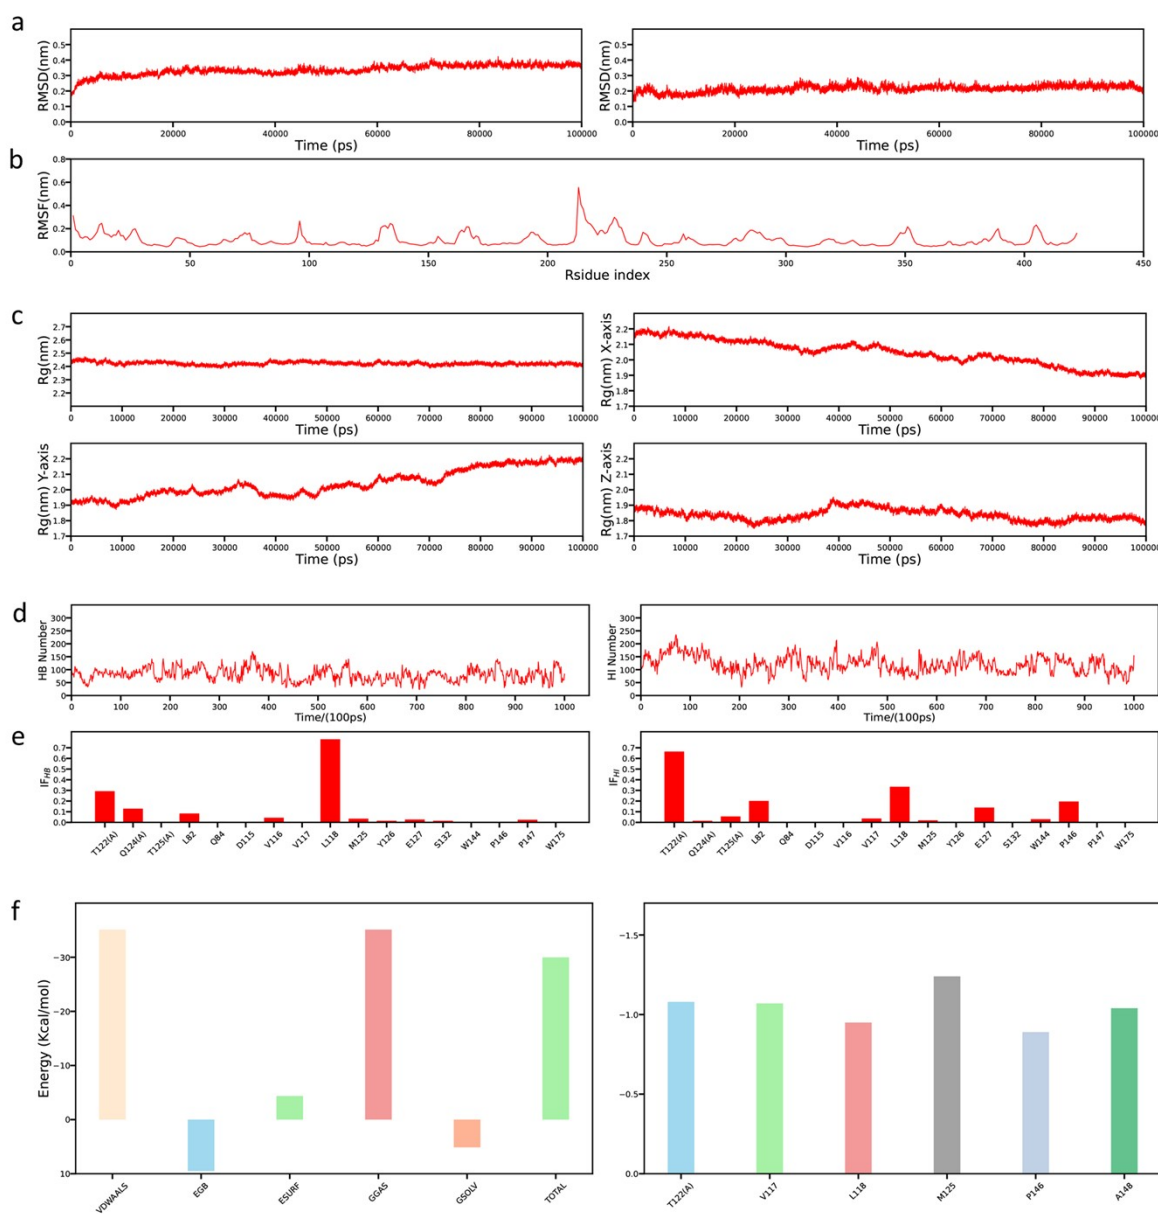 a
RMSD(nm)
0.5
0.4
0.3
0.2
0.1
0.0
0 20000 40000 60000 80000 100000
Time (ps)
RMSD(nm)
0.5
0.4
0.3
0.2
0.1
0.0
0 20000 40000 60000 80000 100000
Time (ps)
b
RMSF(nm)
0.8
0.6
0.4
0.2
0.0
0 50 100 150 200 250 300 350 400 450
Rsidue index
c
Rg(nm)
2.7
2.6
2.5
2.4
2.3
2.2
0 10000 20000 30000 40000 50000 60000 70000 80000 90000 100000
Time (ps)
Rg(nm) X-axis
2.2
2.1
2.0
1.9
1.8
1.7
0 10000 20000 30000 40000 50000 60000 70000 80000 90000 100000
Time (ps)
Rg(nm) Y-axis
2.2
2.1
2.0
1.9
1.8
1.7
0 10000 20000 30000 40000 50000 60000 70000 80000 90000 100000
Time (ps)
Rg(nm) Z-axis
2.2
2.1
2.0
1.9
1.8
1.7
0 10000 20000 30000 40000 50000 60000 70000 80000 90000 100000
Time (ps)
d
HB Number
300
250
200
150
100
50
0
0 100 200 300 400 500 600 700 800 900 1000
Time/(100ps)
HI Number
300
250
200
150
100
50
0
0 100 200 300 400 500 600 700 800 900 1000
Time/(100ps)
e
IF_HB
0.7
0.6
0.5
0.4
0.3
0.2
0.1
0.0
T122(A) Q124(A) T125(A) L82 Q84 D115 V116 V117 L118 M125 Y126 E127 S132 W144 P146 P147 W175
IF_HI
0.7
0.6
0.5
0.4
0.3
0.2
0.1
0.0
T122(A) Q124(A) T125(A) L82 Q84 D115 V116 V117 L148 M125 Y126 E127 S132 W144 P146 P147 W175
f
Energy (Kcal/mol)
−30
−20
−10
0
10
VDWAALS EGB ESURF GGAS GSOLV TOTAL
−1.5
−1.0
−0.5
0.0
T122(A) V117 L118 M125 P146 A148